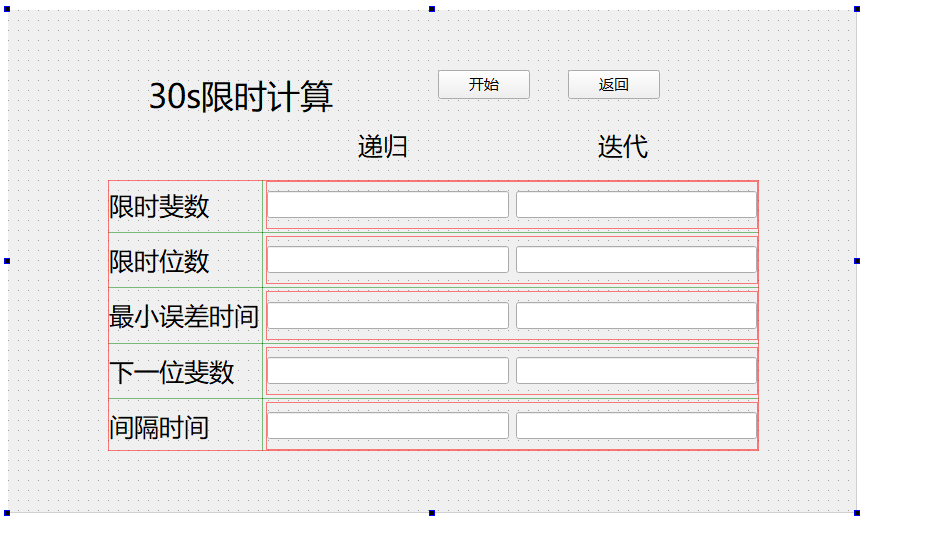 30s限时计算
开始
返回
递归
迭代
限时斐数
限时位数
最小误差时间
下一位斐数
间隔时间